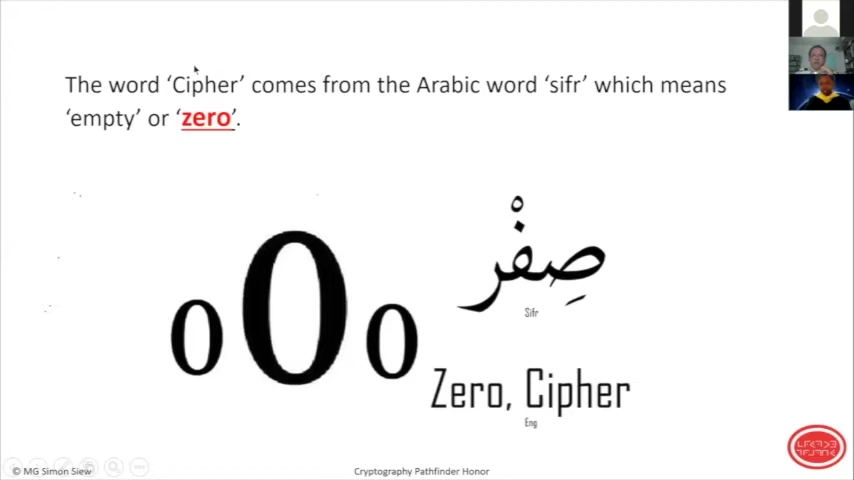 The word ‘Cipher’ comes from the Arabic word ‘sifr’ which means
‘empty’ or ‘zero’.
oOo
صِفْر
Sifr
Zero, Cipher
Eng
© MG Simon Siew
Cryptography Pathfinder Honor